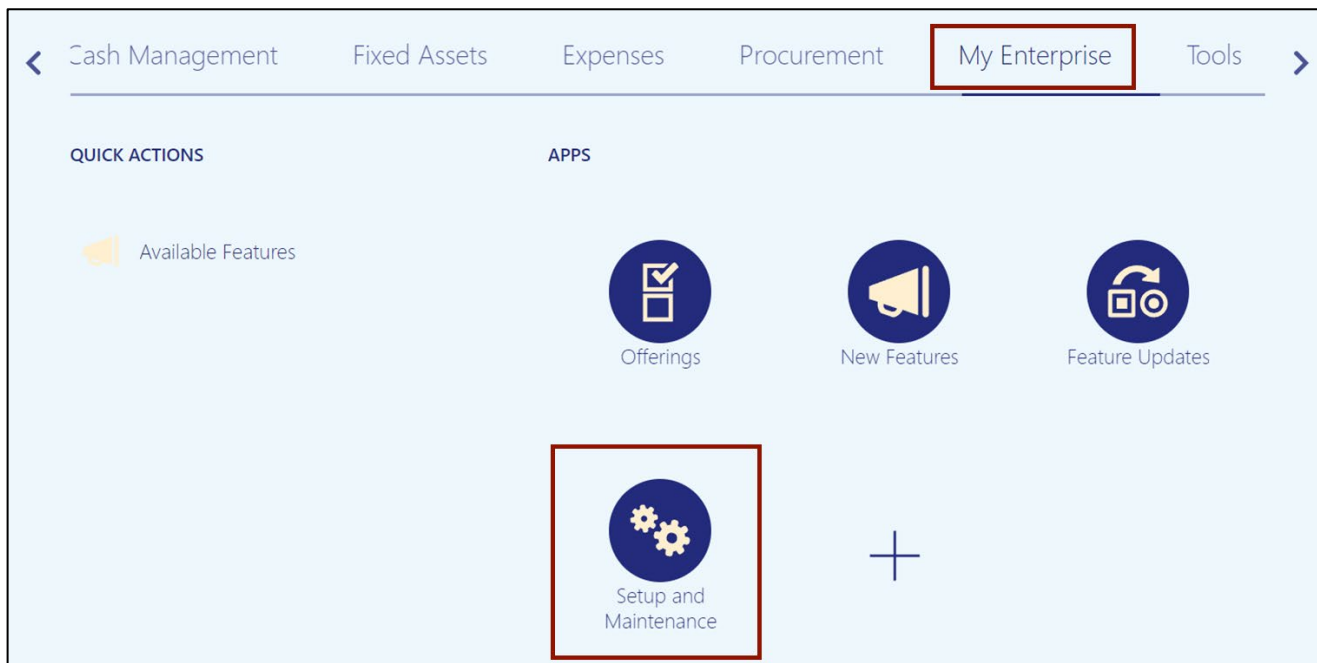 Cash Management Fixed Assets Expenses Procurement My Enterprise Tools
QUICK ACTIONS APPS
Available Features
Offerings New Features Feature Updates
Setup and
Maintenance